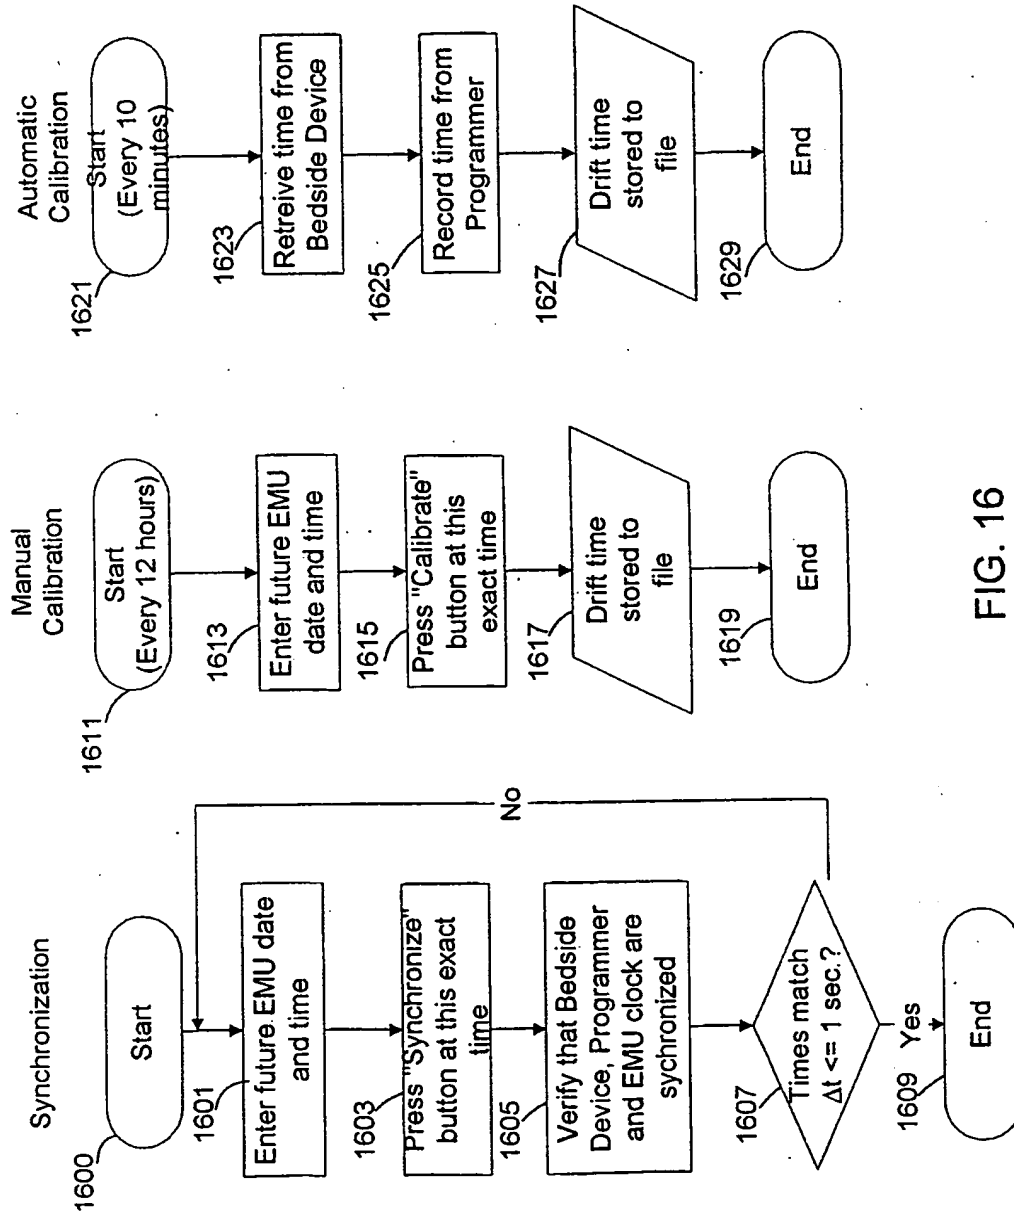 Synchronization
1600
Start
1601
Enter future EMU date
and time
1603
Press "Synchronize"
button at this exact
time
1605
Verify that Bedside
Device, Programmer
and EMU clock are
sychronized
1607
Times match
Δt <= 1 sec.?
No
Yes
1609
End
Manual
Calibration
1611
Start
(Every 12 hours)
1613
Enter future EMU
date and time
1615
Press "Calibrate"
button at this
exact time
1617
Drift time
stored to
file
1619
End
Automatic
Calibration
1621
Start
(Every 10
minutes)
1623
Retreive time from
Bedside Device
1625
Record time from
Programmer
1627
Drift time
stored to
file
1629
End
FIG. 16